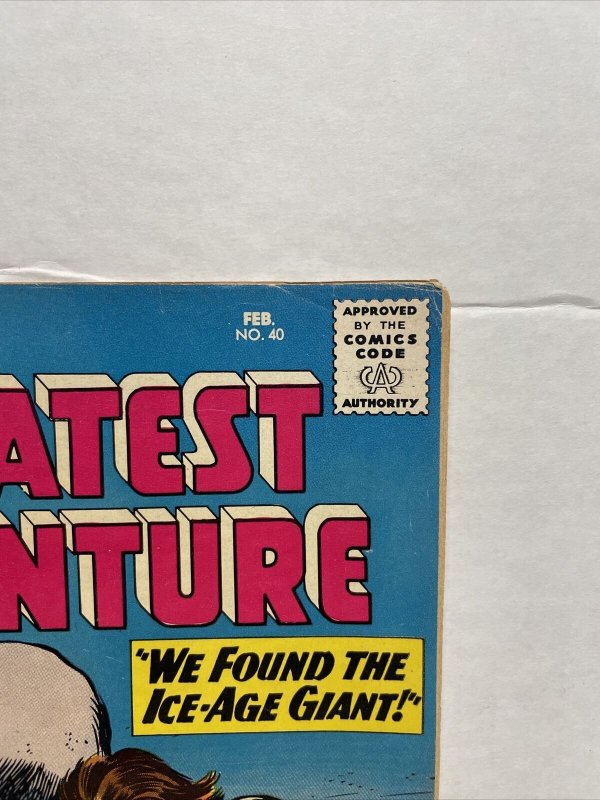 FEB.
NO. 40
APPROVED
BY THE
COMICS
CODE
CA
AUTHORITY
ATEST
NTURE
"WE FOUND THE
ICE-AGE GIANT!"